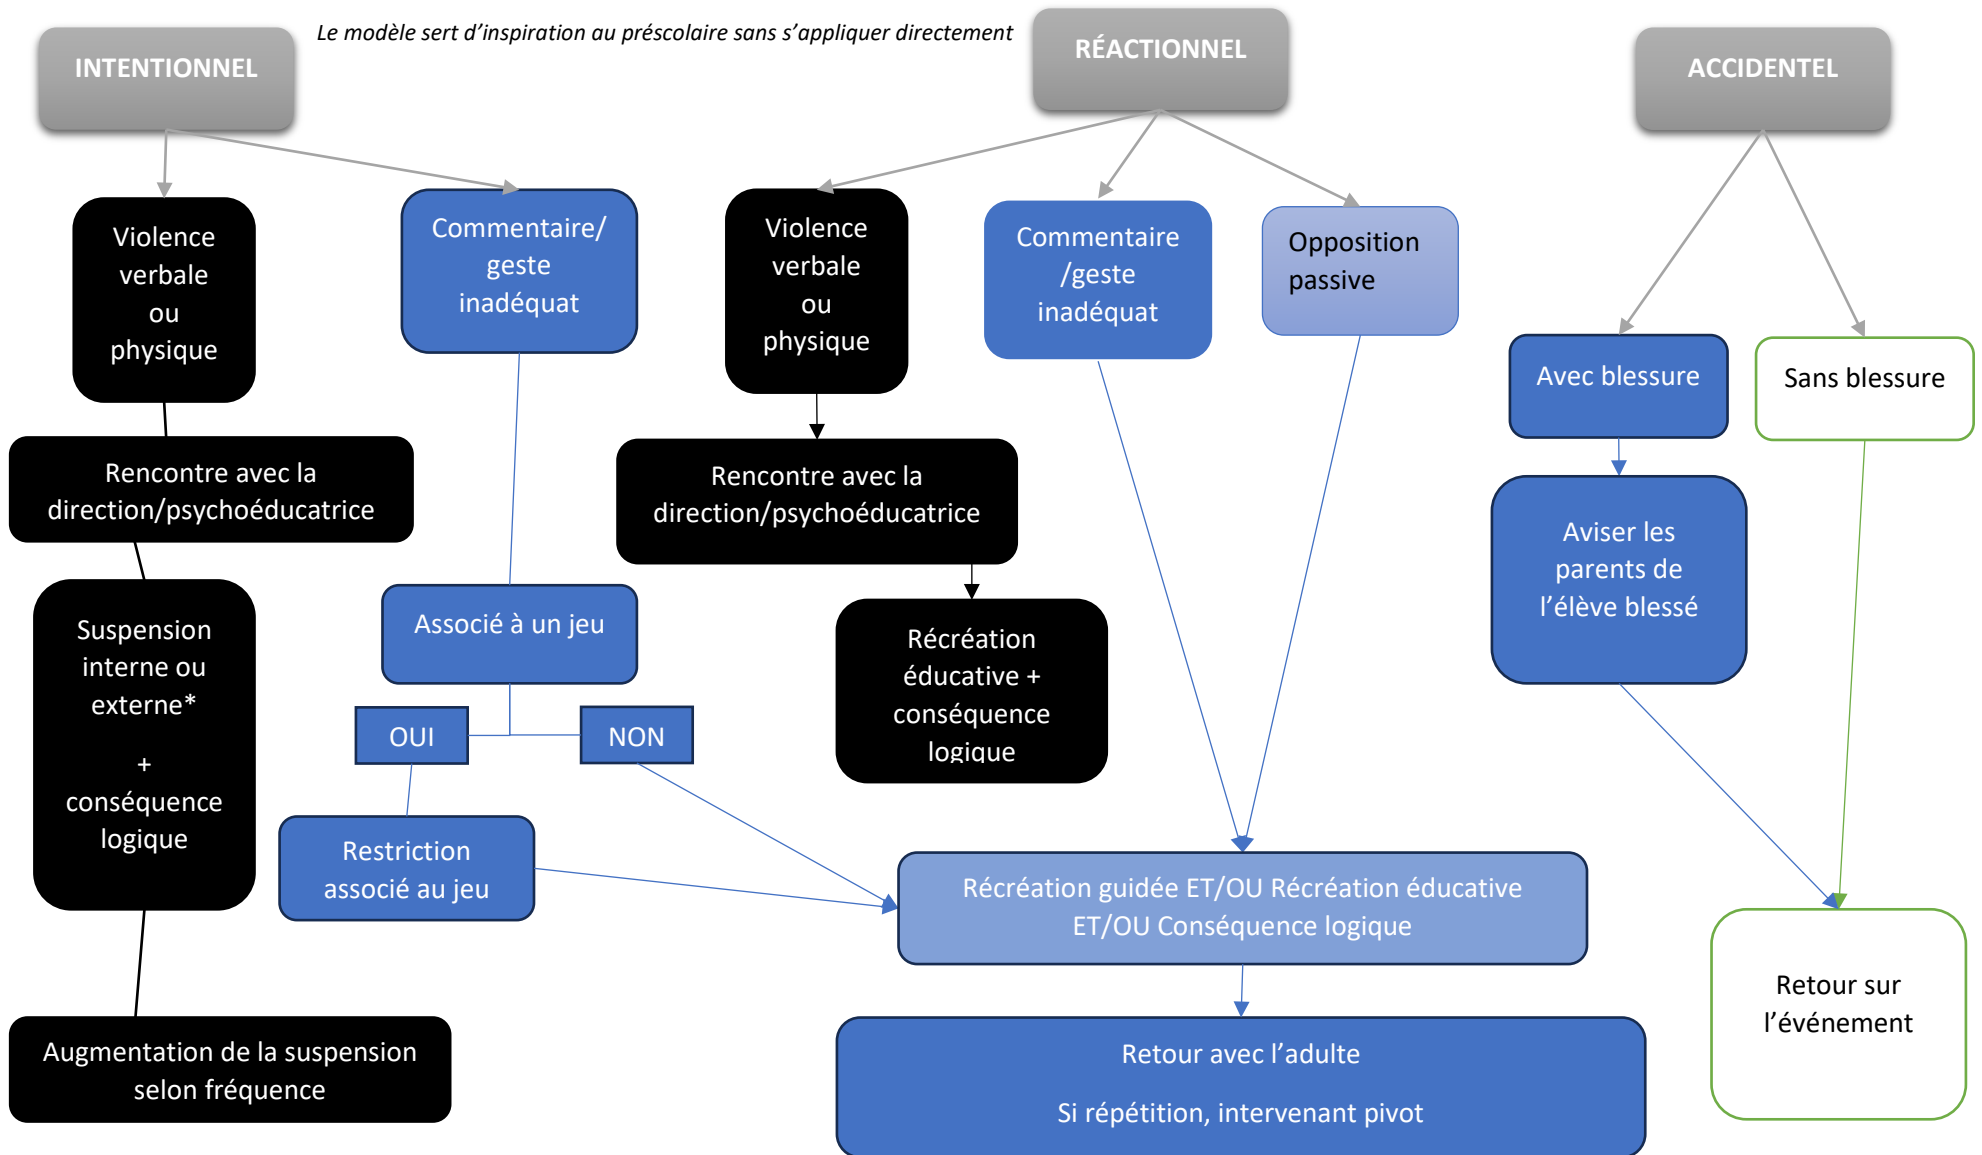 Le modèle sert d’inspiration au préscolaire sans s’appliquer directement
INTENTIONNEL
RÉACTIONNEL
ACCIDENTEL
Violence
verbale
ou
physique
Commentaire/
geste
inadéquat
Violence
verbale
ou
physique
Commentaire
/geste
inadéquat
Opposition
passive
Avec blessure
Sans blessure
Rencontre avec la
direction/psychoéducatrice
Rencontre avec la
direction/psychoéducatrice
Aviser les
parents de
l’élève blessé
Suspension
interne ou
externe*
+
conséquence
logique
Associé à un jeu
OUI
NON
Récréation
éducative +
conséquence
logique
Restriction
associé au jeu
Récréation guidée ET/OU Récréation éducative
ET/OU Conséquence logique
Retour sur
l’événement
Augmentation de la suspension
selon fréquence
Retour avec l’adulte
Si répétition, intervenant pivot